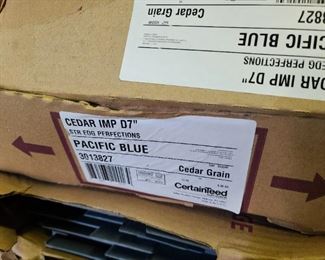 3827
Cedar Grain
CIFIC BLUE
EDG PERFECTIONS
DAR IMP D7"
CEDAR IMP D7"
STR EDG PERFECTIONS
PACIFIC BLUE
3013827
Cedar Grain
CertainTeed